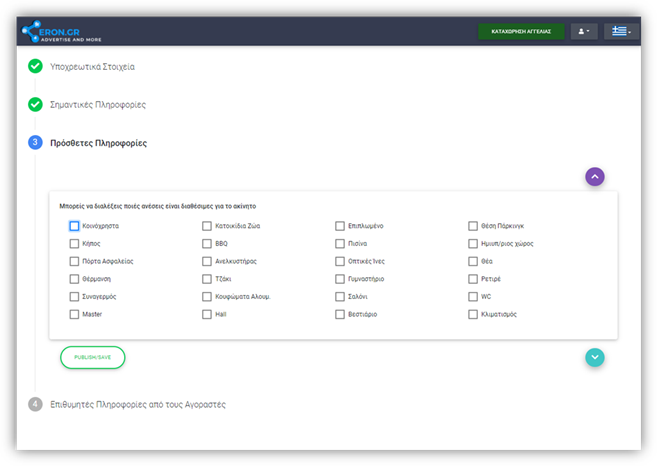 ERON.GR
ADVERTISE AND MORE
ΚΑΤΑΧΩΡΗΣΗ ΑΓΓΕΛΙΑΣ
Υποχρεωτικά Στοιχεία
Σημαντικές Πληροφορίες
3 Πρόσθετες Πληροφορίες
Μπορείς να διαλέξεις ποιές ανέσεις είναι διαθέσιμες για το ακίνητο
Κοινόχρηστα Κατοικίδια Ζώα Επιπλωμένο Θέση Πάρκινγκ
Κήπος BBQ Πισίνα Ημιυπ/ριος χώρος
Πόρτα Ασφαλείας Ανελκυστήρας Οπτικές Ίνες Θέα
Θέρμανση Τζάκι Γυμναστήριο Ρετιρέ
Συναγερμός Κουφώματα Αλουμ. Σαλόνι WC
Master Hall Βεστιάριο Κλιματισμός
PUBLISH/SAVE
4 Επιθυμητές Πληροφορίες από τους Αγοραστές